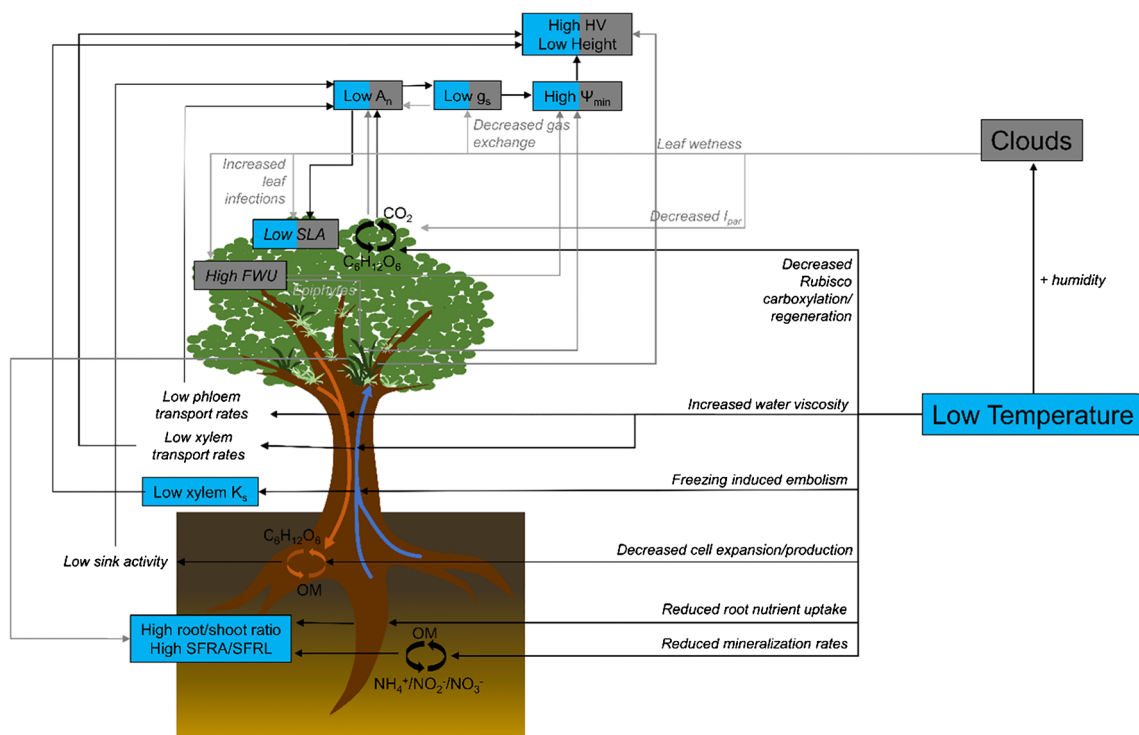 High HV
Low Height
Low Aₙ
Low gₛ
High Ψₘᵢₙ
Decreased gas
exchange
Leaf wetness
Clouds
Increased
leaf
infections
CO₂
Decreased Iₚₐᵣ
Low SLA
C₆H₁₂O₆
High FWU
Epiphytes
Decreased
Rubisco
carboxylation/
regeneration
+ humidity
Low phloem
transport rates
Increased water viscosity
Low Temperature
Low xylem
transport rates
Low xylem Kₛ
Freezing induced embolism
C₆H₁₂O₆
Low sink activity
Decreased cell expansion/production
OM
High root/shoot ratio
High SFRA/SFRL
Reduced root nutrient uptake
OM
Reduced mineralization rates
NH₄⁺/NO₂⁻/NO₃⁻